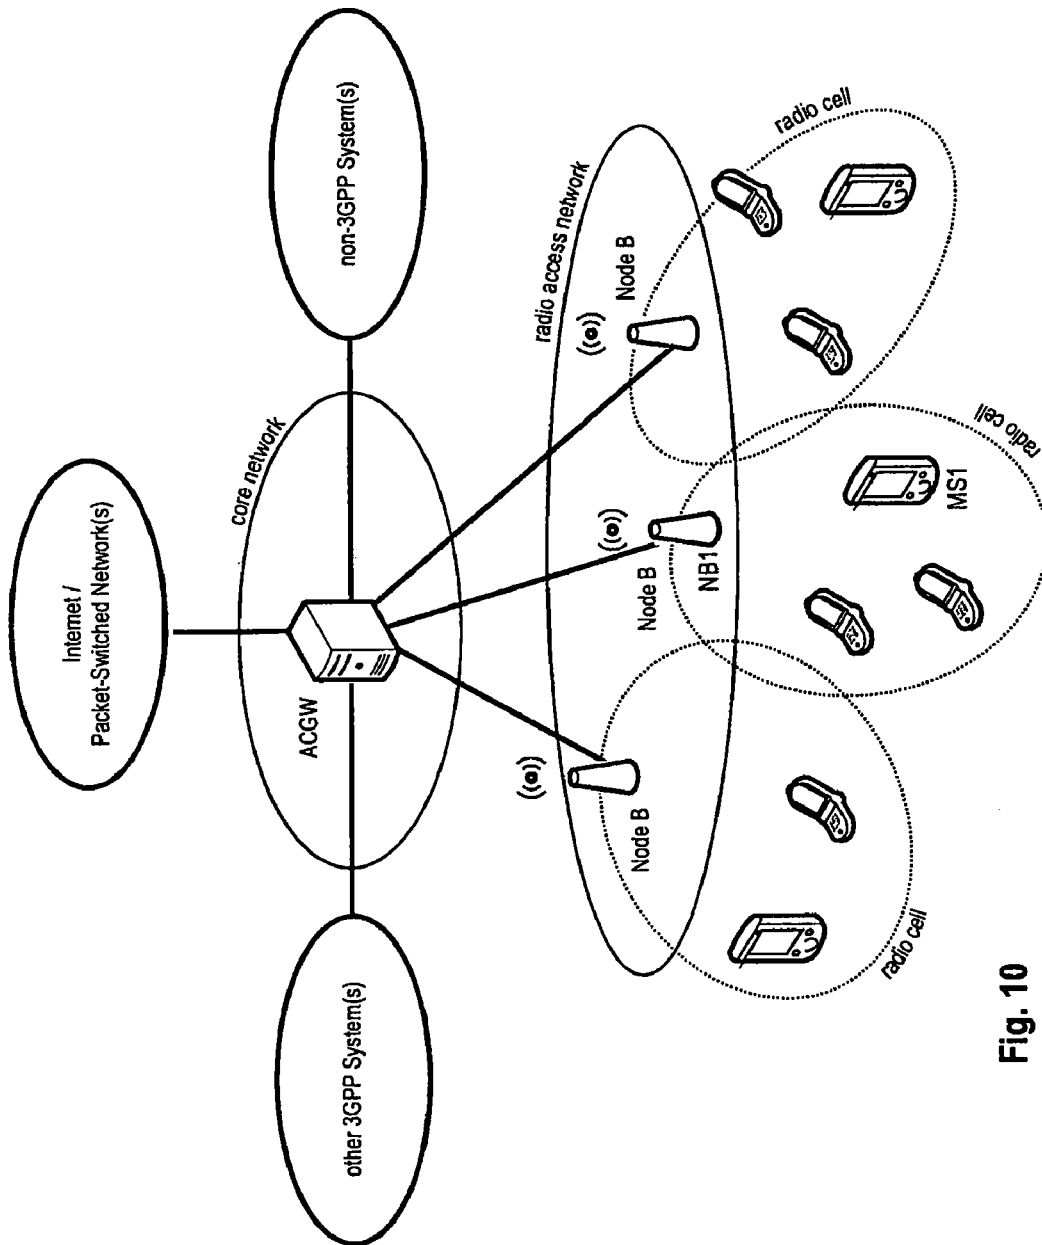 Internet /
Packet-Switched Network(s)
other 3GPP System(s)
core network
ACGW
non-3GPP System(s)
radio access network
Node B
Node B
NB1
Node B
radio cell
radio cell
MS1
radio cell
Fig. 10